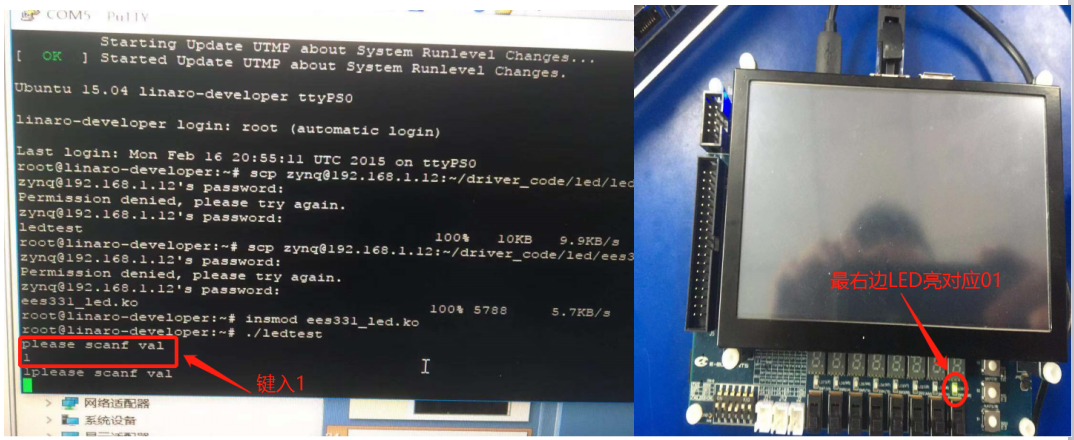 COM5 - PuTTY
Starting Update UTMP about System Runlevel Changes...
[ OK ] Started Update UTMP about System Runlevel Changes.
Ubuntu 15.04 linaro-developer ttyPS0
linaro-developer login: root (automatic login)
Last login: Mon Feb 16 20:55:11 UTC 2015 on ttyPS0
root@linaro-developer:~# scp zynq@192.168.1.12:~/driver_code/led/led
zynq@192.168.1.12's password:
Permission denied, please try again.
zynq@192.168.1.12's password:
ledtest 100% 10KB 9.9KB/s
root@linaro-developer:~# scp zynq@192.168.1.12:~/driver_code/led/ees3
zynq@192.168.1.12's password:
Permission denied, please try again.
zynq@192.168.1.12's password:
ees331_led.ko 100% 5788 5.7KB/s
root@linaro-developer:~# insmod ees331_led.ko
root@linaro-developer:~# ./ledtest
please scanf val
1
1please scanf val
键入1
网络适配器
系统设备
最右边LED亮对应01